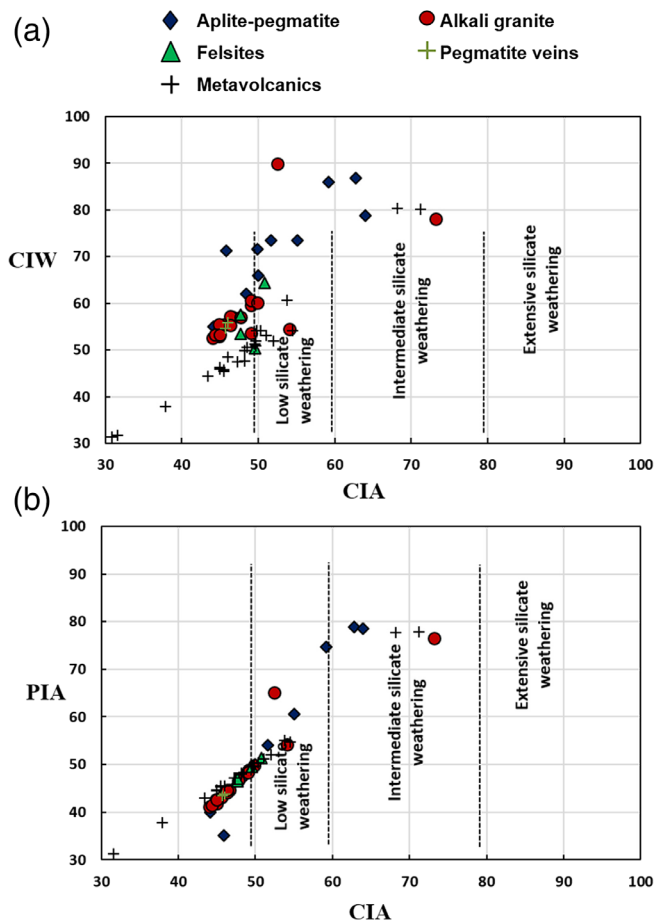 (a)
Aplite-pegmatite
Alkali granite
Felsites
Pegmatite veins
Metavolcanics
100
90
80
70
60
50
40
30
CIW
Low silicate
weathering
Intermediate silicate
weathering
Extensive silicate
weathering
30 40 50 60 70 80 90 100
CIA
(b)
100
90
80
70
60
50
40
30
PIA
Low silicate
weathering
Intermediate silicate
weathering
Extensive silicate
weathering
30 40 50 60 70 80 90 100
CIA